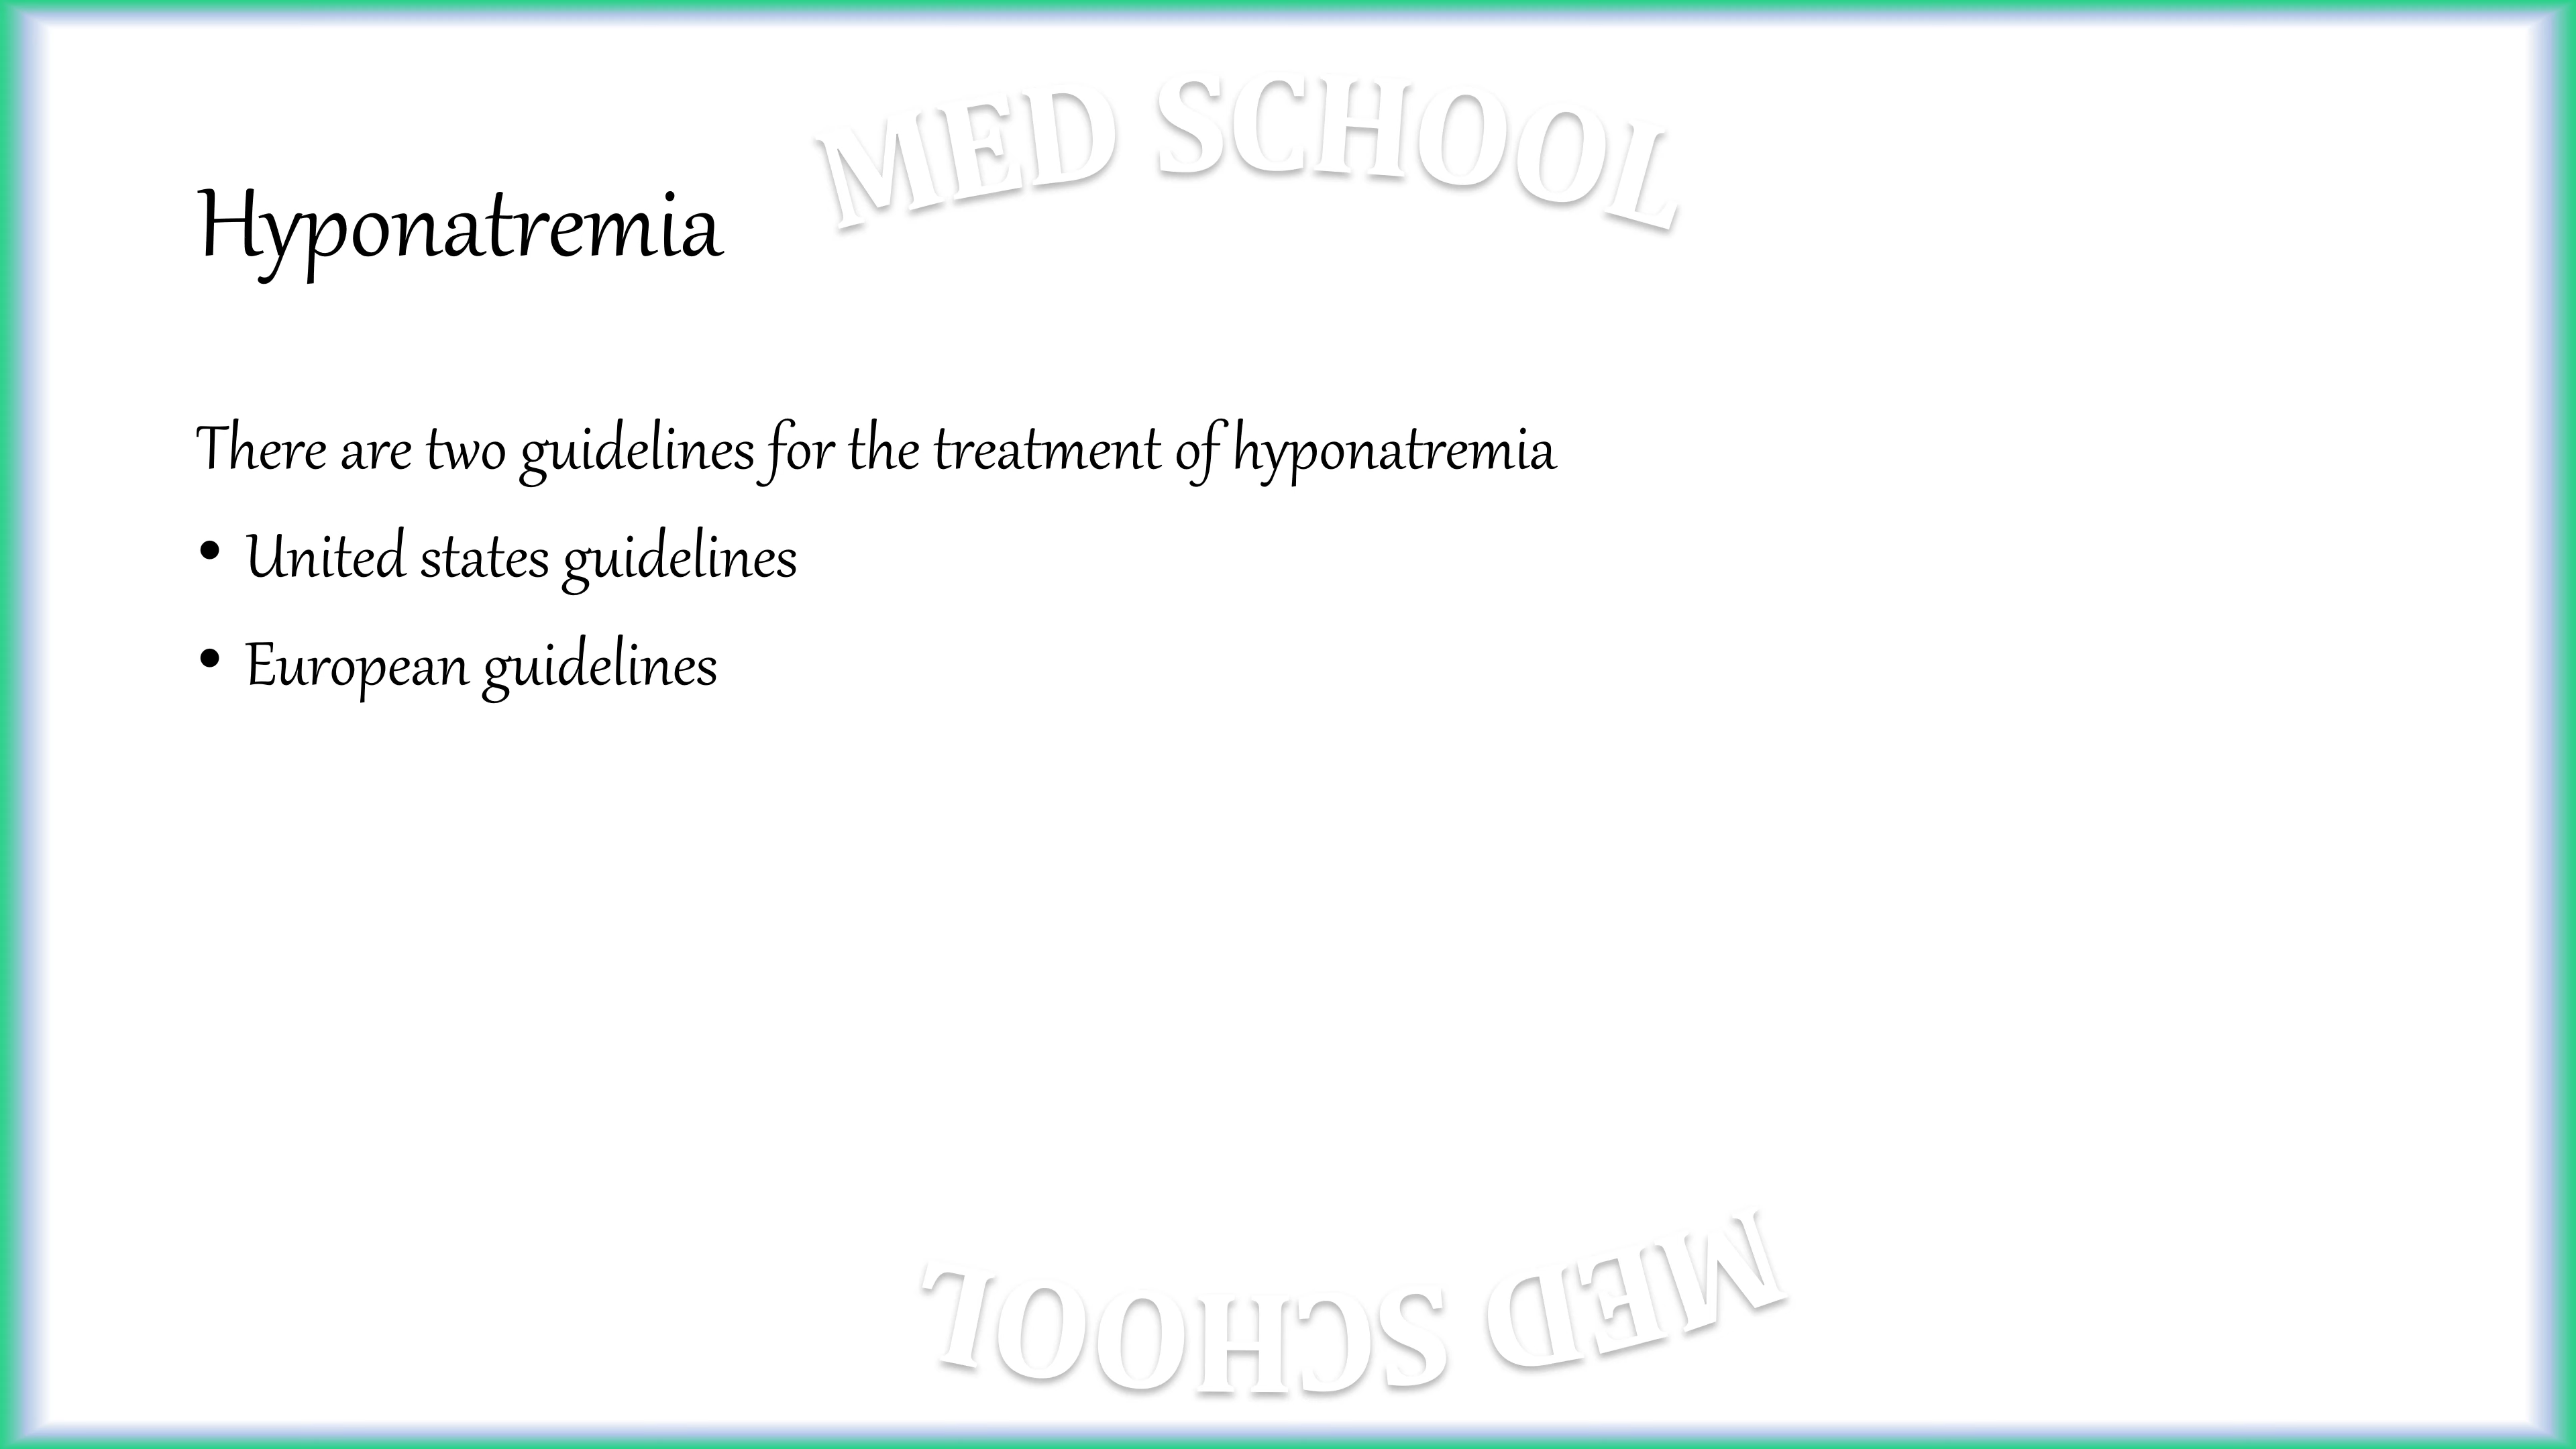 MED SCHOOL
Hyponatremia
There are two guidelines for the treatment of hyponatremia
• United states guidelines
• European guidelines
MED SCHOOL